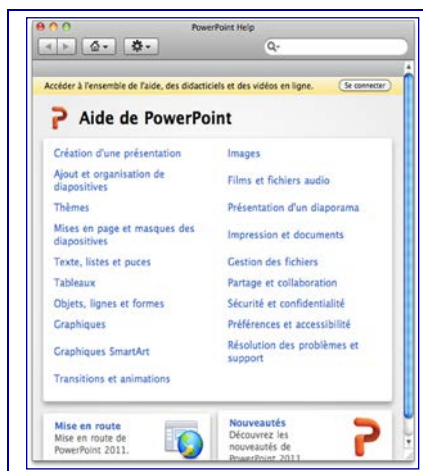 PowerPoint Help
Accéder à l'ensemble de l'aide, des didacticiels et des vidéos en ligne.
Se connecter
Aide de PowerPoint
Création d'une présentation
Ajout et organisation de
diapositives
Thèmes
Mises en page et masques des
diapositives
Texte, listes et puces
Tableaux
Objets, lignes et formes
Graphiques
Graphiques SmartArt
Transitions et animations
Images
Films et fichiers audio
Présentation d'un diaporama
Impression et documents
Gestion des fichiers
Partage et collaboration
Sécurité et confidentialité
Préférences et accessibilité
Résolution des problèmes et
support
Mise en route
Mise en route de
PowerPoint 2011.
Nouveautés
Découvrez les
nouveautés de
PowerPoint 2011